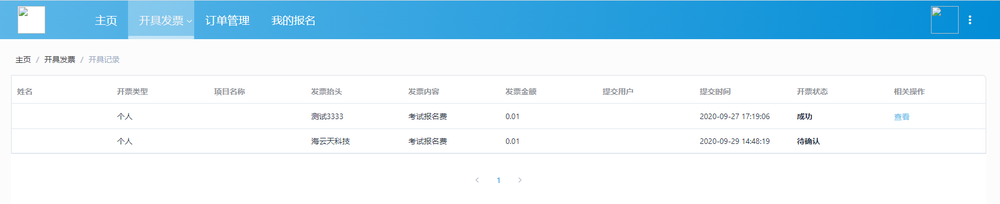 主页 开具发票 订单管理 我的报名
主页 / 开具发票 / 开具记录
姓名 开票类型 项目名称 发票抬头 发票内容 发票金额 提交用户 提交时间 开票状态 相关操作
个人 测试3333 考试报名费 0.01 2020-09-27 17:19:06 成功 查看
个人 海云天科技 考试报名费 0.01 2020-09-29 14:48:19 待确认
1